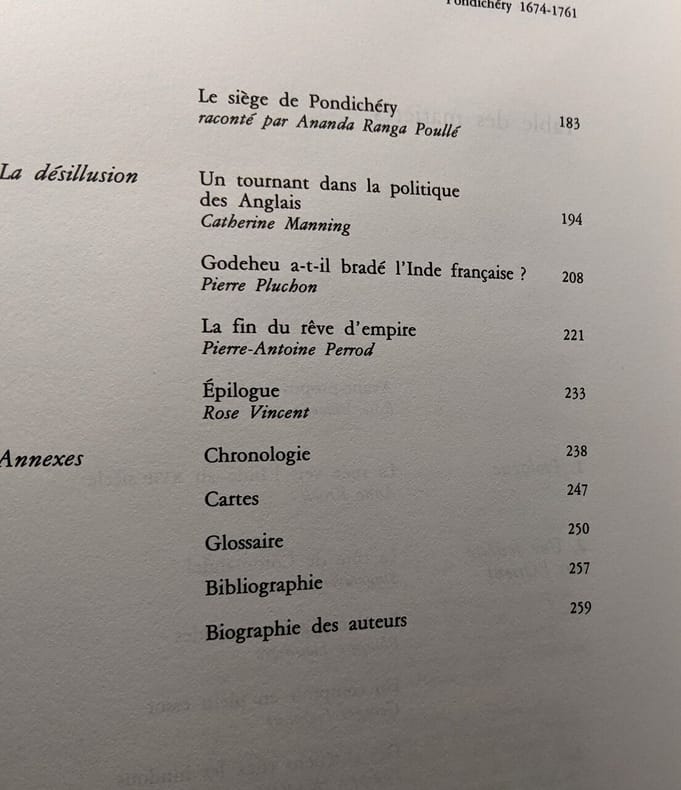 Pondichéry 1674-1761
Le siège de Pondichéry
raconté par Ananda Ranga Poullé 183
La désillusion
Un tournant dans la politique
des Anglais
Catherine Manning 194
Godeheu a-t-il bradé l'Inde française ? 208
Pierre Pluchon
La fin du rêve d'empire 221
Pierre-Antoine Perrod
Épilogue 233
Rose Vincent
Annexes
Chronologie 238
Cartes 247
Glossaire 250
Bibliographie 257
Biographie des auteurs 259